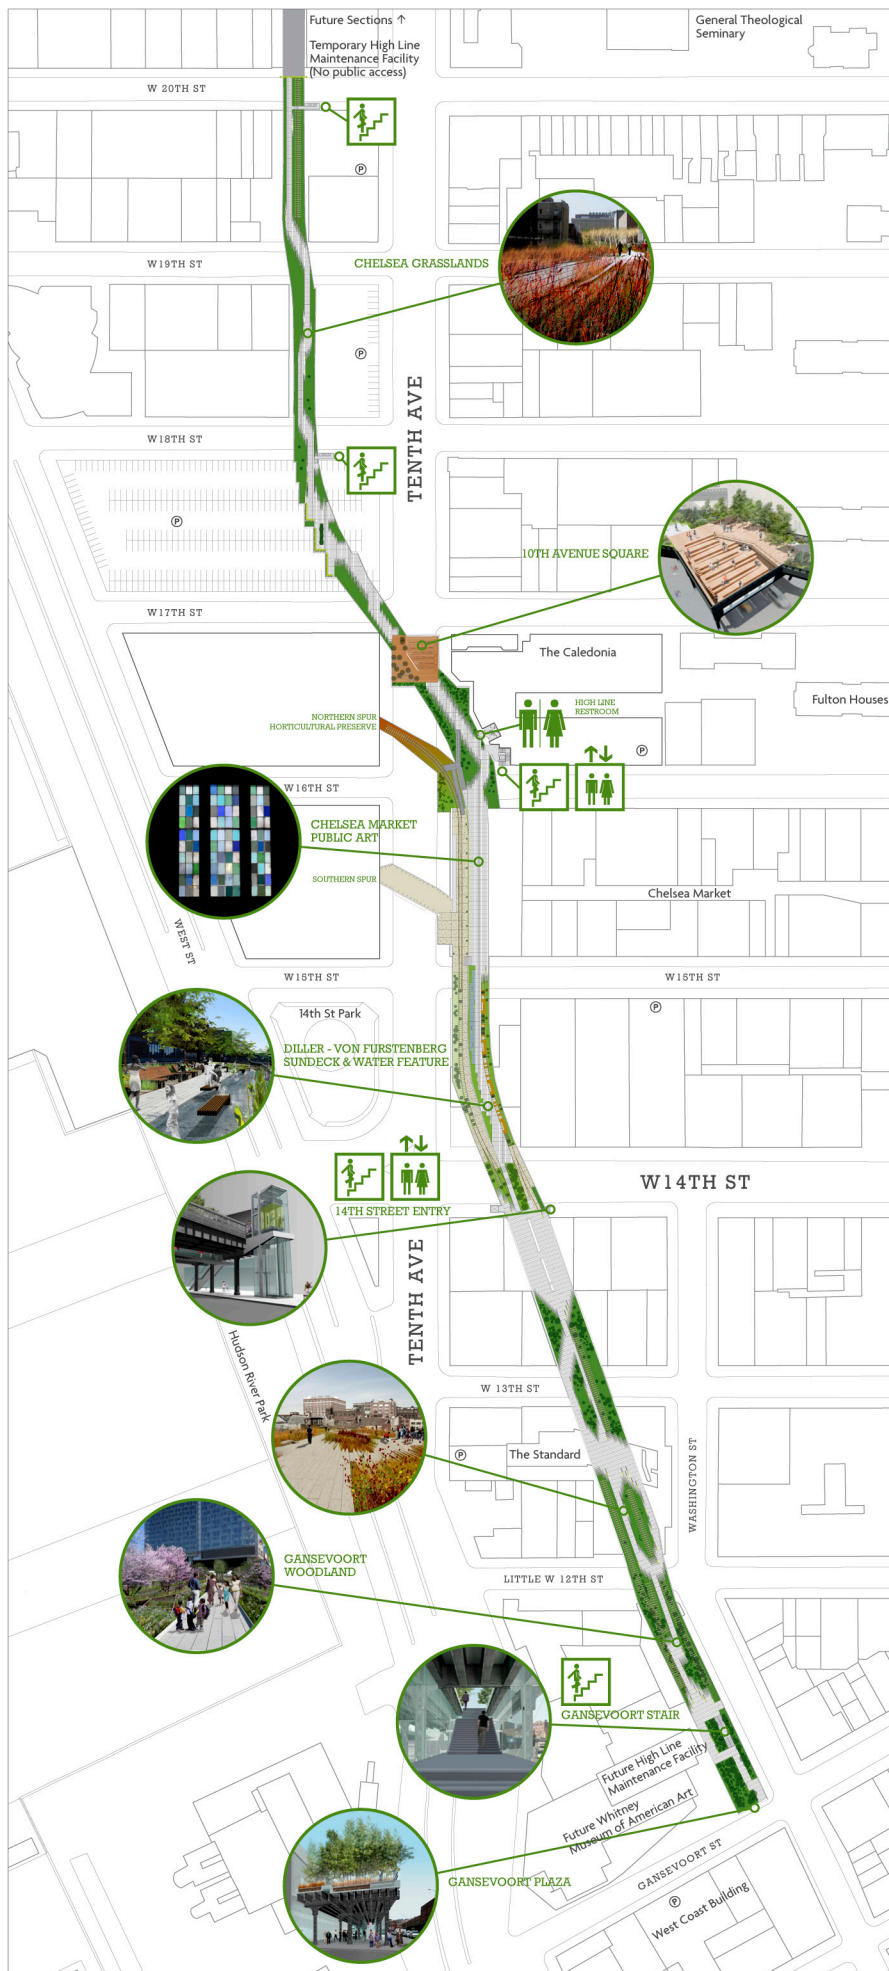 Future Sections ↑
Temporary High Line
Maintenance Facility
(No public access)
General Theological
Seminary
W 20TH ST
P
W19TH ST
CHELSEA GRASSLANDS
P
TENTH AVE
W18TH ST
P
10TH AVENUE SQUARE
W17TH ST
The Caledonia
Fulton Houses
HIGH LINE
RESTROOM
NORTHERN SPUR
HORTICULTURAL PRESERVE
P
W16TH ST
CHELSEA MARKET
PUBLIC ART
SOUTHERN SPUR
Chelsea Market
WEST ST
W15TH ST
W15TH ST
14th St Park
P
DILLER - VON FURSTENBERG
SUNDECK & WATER FEATURE
W14TH ST
14TH STREET ENTRY
TENTH AVE
Hudson River Park
W 13TH ST
P
The Standard
WASHINGTON ST
GANSEVOORT
WOODLAND
LITTLE W 12TH ST
GANSEVOORT STAIR
Future High Line
Maintenance Facility
Future Whitney
Museum of American Art
GANSEVOORT ST
GANSEVOORT PLAZA
P
West Coast Building